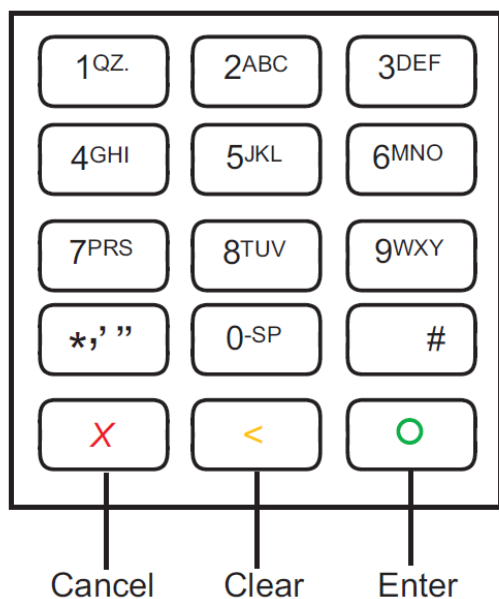 1QZ. 2ABC 3DEF
4GHI 5JKL 6MNO
7PRS 8TUV 9WXY
*,' " 0-SP #
X < O
Cancel Clear Enter